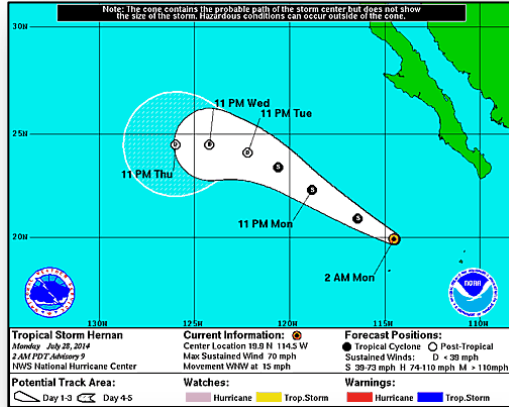 Note: The cone contains the probable path of the storm center but does not show
the size of the storm. Hazardous conditions can occur outside of the cone.
30N
11 PM Wed
11 PM Tue
25N
D
D
D
S
11 PM Thu
S
11 PM Mon
S
20N
2 AM Mon
NOAA
130W
125W
120W
115W
110W
Tropical Storm Hernan
Monday July 28, 2014
2 AM PDT Advisory 9
NWS National Hurricane Center
Current Information:
Center Location 19.9 N 114.5 W
Max Sustained Wind 70 mph
Movement WNW at 15 mph
Forecast Positions:
Tropical Cyclone Post-Tropical
Sustained Winds: D < 39 mph
S 39-73 mph H 74-110 mph M > 110mph
Potential Track Area:
Day 1-3 Day 4-5
Watches:
Hurricane Trop.Storm
Warnings:
Hurricane Trop.Storm